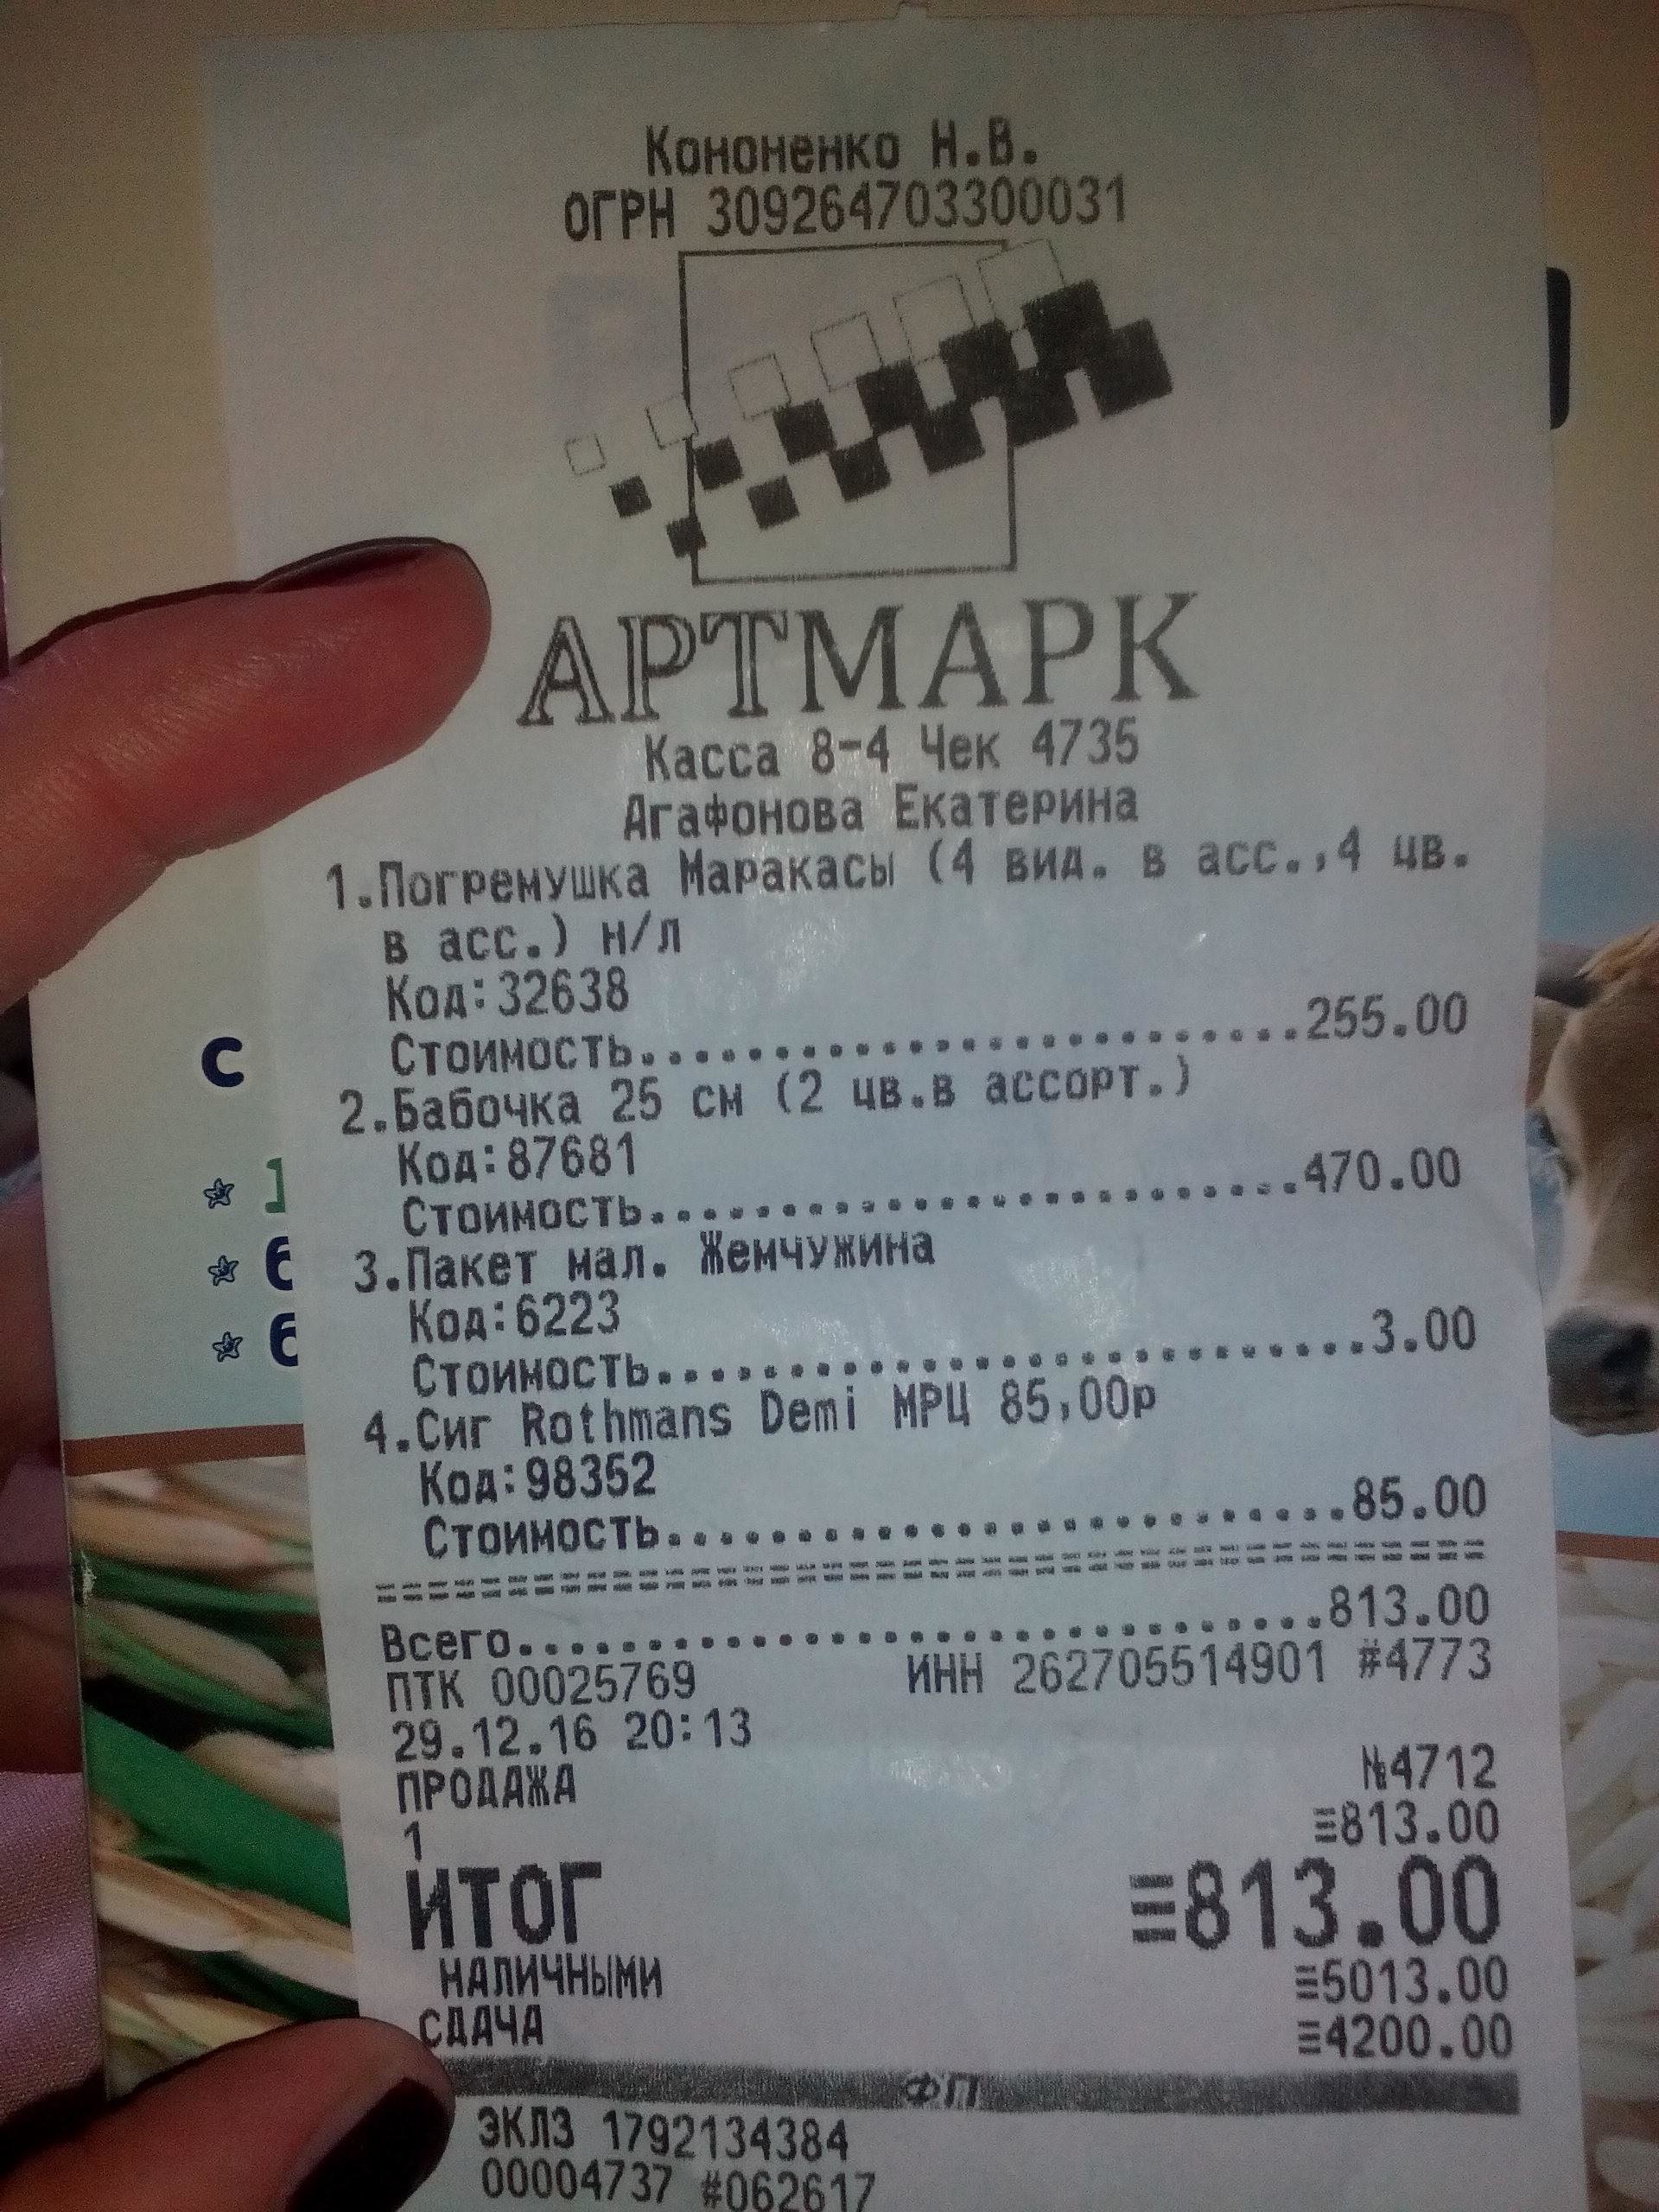 Кононенко Н.В.
ОГРН 309264703300031
АРТМАРК
Касса 8-4 Чек 4735
Агафонова Екатерина
1.Погремушка Маракасы (4 вид. в асс.,4 цв.
в асс.) н/л
Код:32638
Стоимость..........................255.00
2.Бабочка 25 см (2 цв.в ассорт.)
Код:87681
Стоимость.........................470.00
3.Пакет мал. Жемчужина
Код:6223
Стоимость...........................3.00
4.Сиг Rothmans Demi МРЦ 85,00р
Код:98352
Стоимость..........................85.00
==========================================
Всего...............................813.00
ПТК 00025769 ИНН 262705514901 #4773
29.12.16 20:13
ПРОДАЖА №4712
1 ≡813.00
ИТОГ ≡813.00
НАЛИЧНЫМИ ≡5013.00
СДАЧА ≡4200.00
ФП
ЭКЛЗ 1792134384
00004737 #062617
с
1
6
6